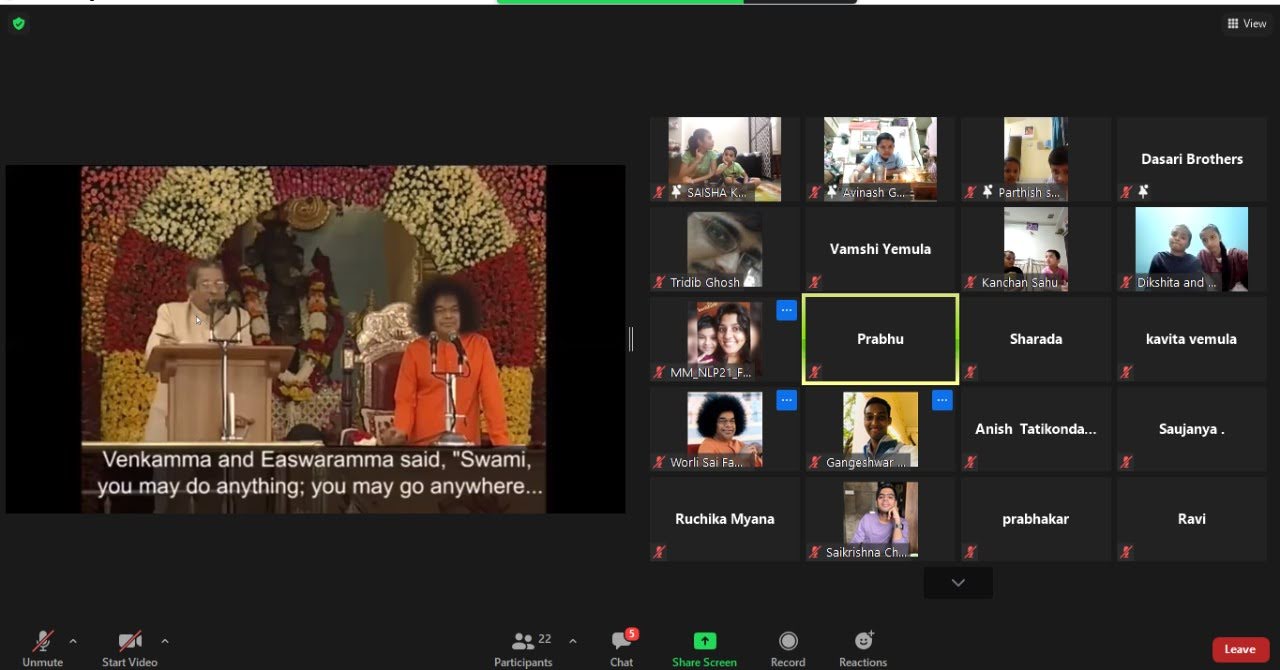 View
SAISHA K...
Avinash G...
Parthish s...
Dasari Brothers
Tridib Ghosh
Vamshi Yemula
Kanchan Sahu
Dikshita and ...
MM_NLP21_F...
Prabhu
Sharada
kavita vemula
Worli Sai Fa...
Gangeshwar ...
Anish Tatikonda...
Saujanya .
Ruchika Myana
Saikrishna Ch...
prabhakar
Ravi
Venkamma and Easwaramma said, "Swami,
you may do anything; you may go anywhere...
Unmute
Start Video
Participants
22
Chat
5
Share Screen
Record
Reactions
Leave